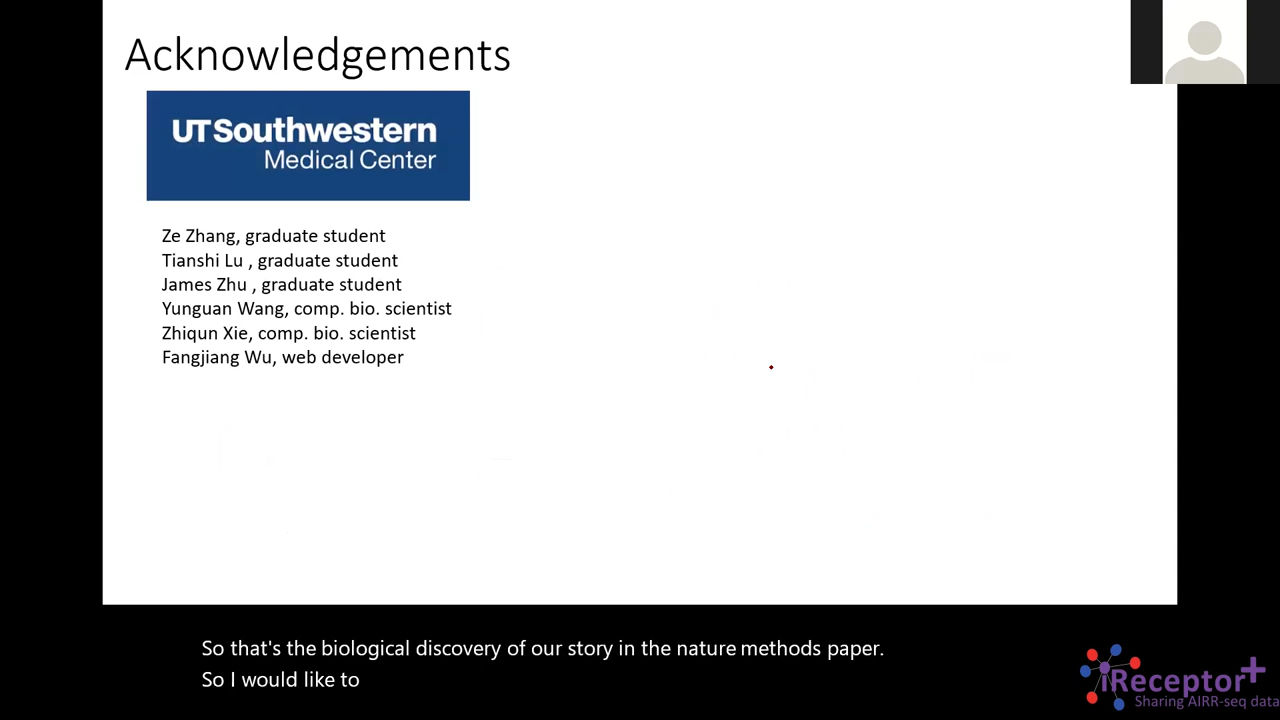 Acknowledgements
UT Southwestern
Medical Center
Ze Zhang, graduate student
Tianshi Lu , graduate student
James Zhu , graduate student
Yunguan Wang, comp. bio. scientist
Zhiqun Xie, comp. bio. scientist
Fangjiang Wu, web developer
So that's the biological discovery of our story in the nature methods paper.
So I would like to
iReceptor+
Sharing AIRR-seq data